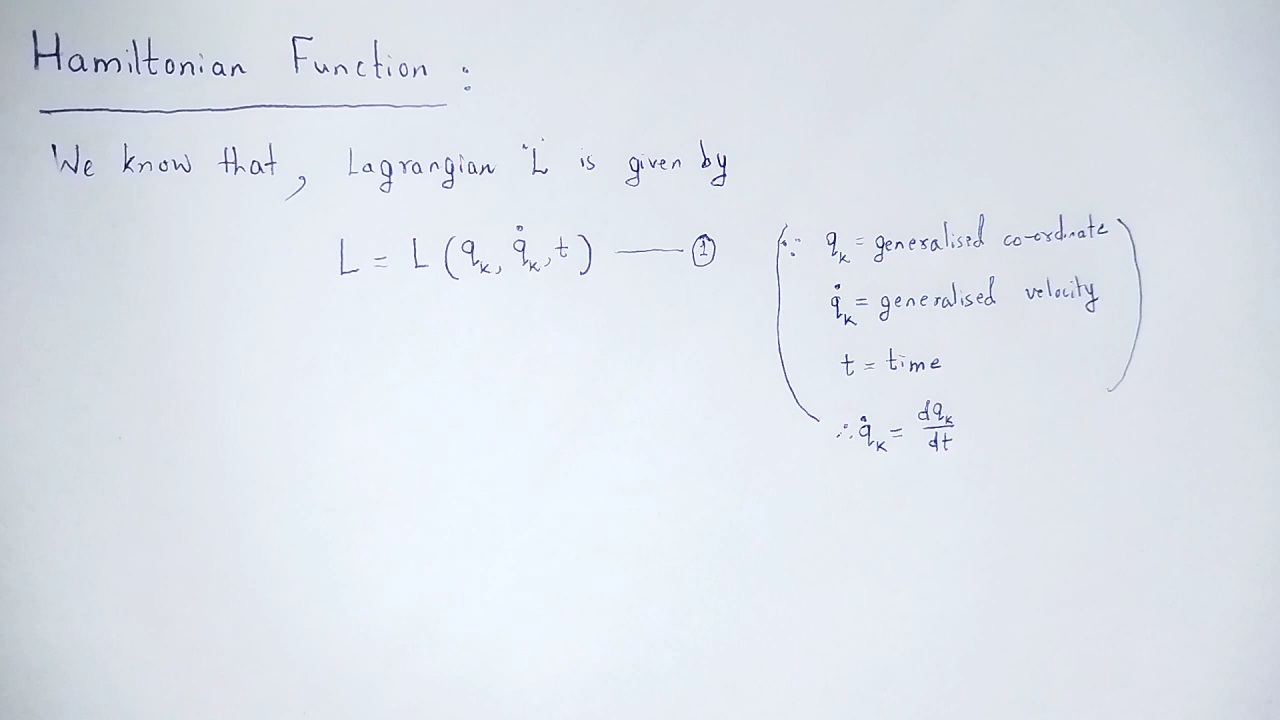 Hamiltonian Function :
We know that, Lagrangian "L" is given by
L = L (qₖ, q̇ₖ, t) —— ①
(∵ qₖ = generalised co-ordinate
q̇ₖ = generalised velocity
t = time
∴ q̇ₖ = dqₖ/dt )